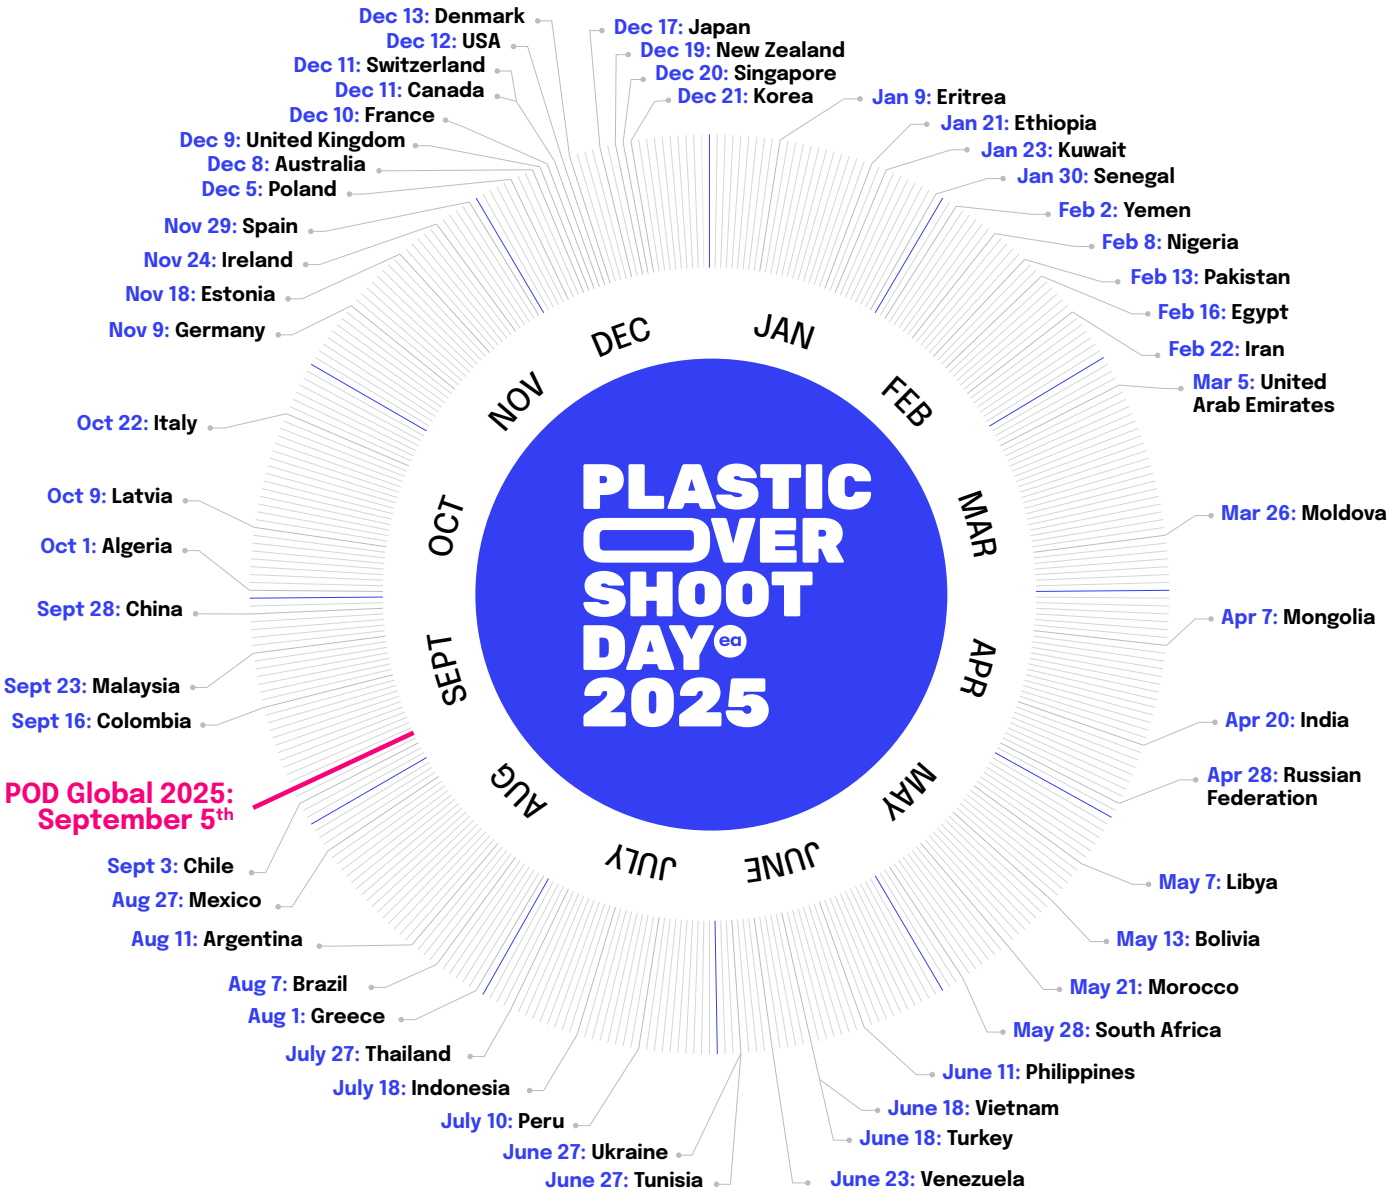 Dec 13: Denmark
Dec 12: USA
Dec 11: Switzerland
Dec 11: Canada
Dec 10: France
Dec 9: United Kingdom
Dec 8: Australia
Dec 5: Poland
Nov 29: Spain
Nov 24: Ireland
Nov 18: Estonia
Nov 9: Germany
Oct 22: Italy
Oct 9: Latvia
Oct 1: Algeria
Sept 28: China
Sept 23: Malaysia
Sept 16: Colombia
POD Global 2025:
September 5th
Sept 3: Chile
Aug 27: Mexico
Aug 11: Argentina
Aug 7: Brazil
Aug 1: Greece
July 27: Thailand
July 18: Indonesia
July 10: Peru
June 27: Ukraine
June 27: Tunisia
Dec 17: Japan
Dec 19: New Zealand
Dec 20: Singapore
Dec 21: Korea
Jan 9: Eritrea
Jan 21: Ethiopia
Jan 23: Kuwait
Jan 30: Senegal
Feb 2: Yemen
Feb 8: Nigeria
Feb 13: Pakistan
Feb 16: Egypt
Feb 22: Iran
Mar 5: United
Arab Emirates
Mar 26: Moldova
Apr 7: Mongolia
Apr 20: India
Apr 28: Russian
Federation
May 7: Libya
May 13: Bolivia
May 21: Morocco
May 28: South Africa
June 11: Philippines
June 18: Vietnam
June 18: Turkey
June 23: Venezuela
JAN
FEB
MAR
APR
MAY
JUNE
JULY
AUG
SEPT
OCT
NOV
DEC
PLASTIC
OVER
SHOOT
DAY ea
2025